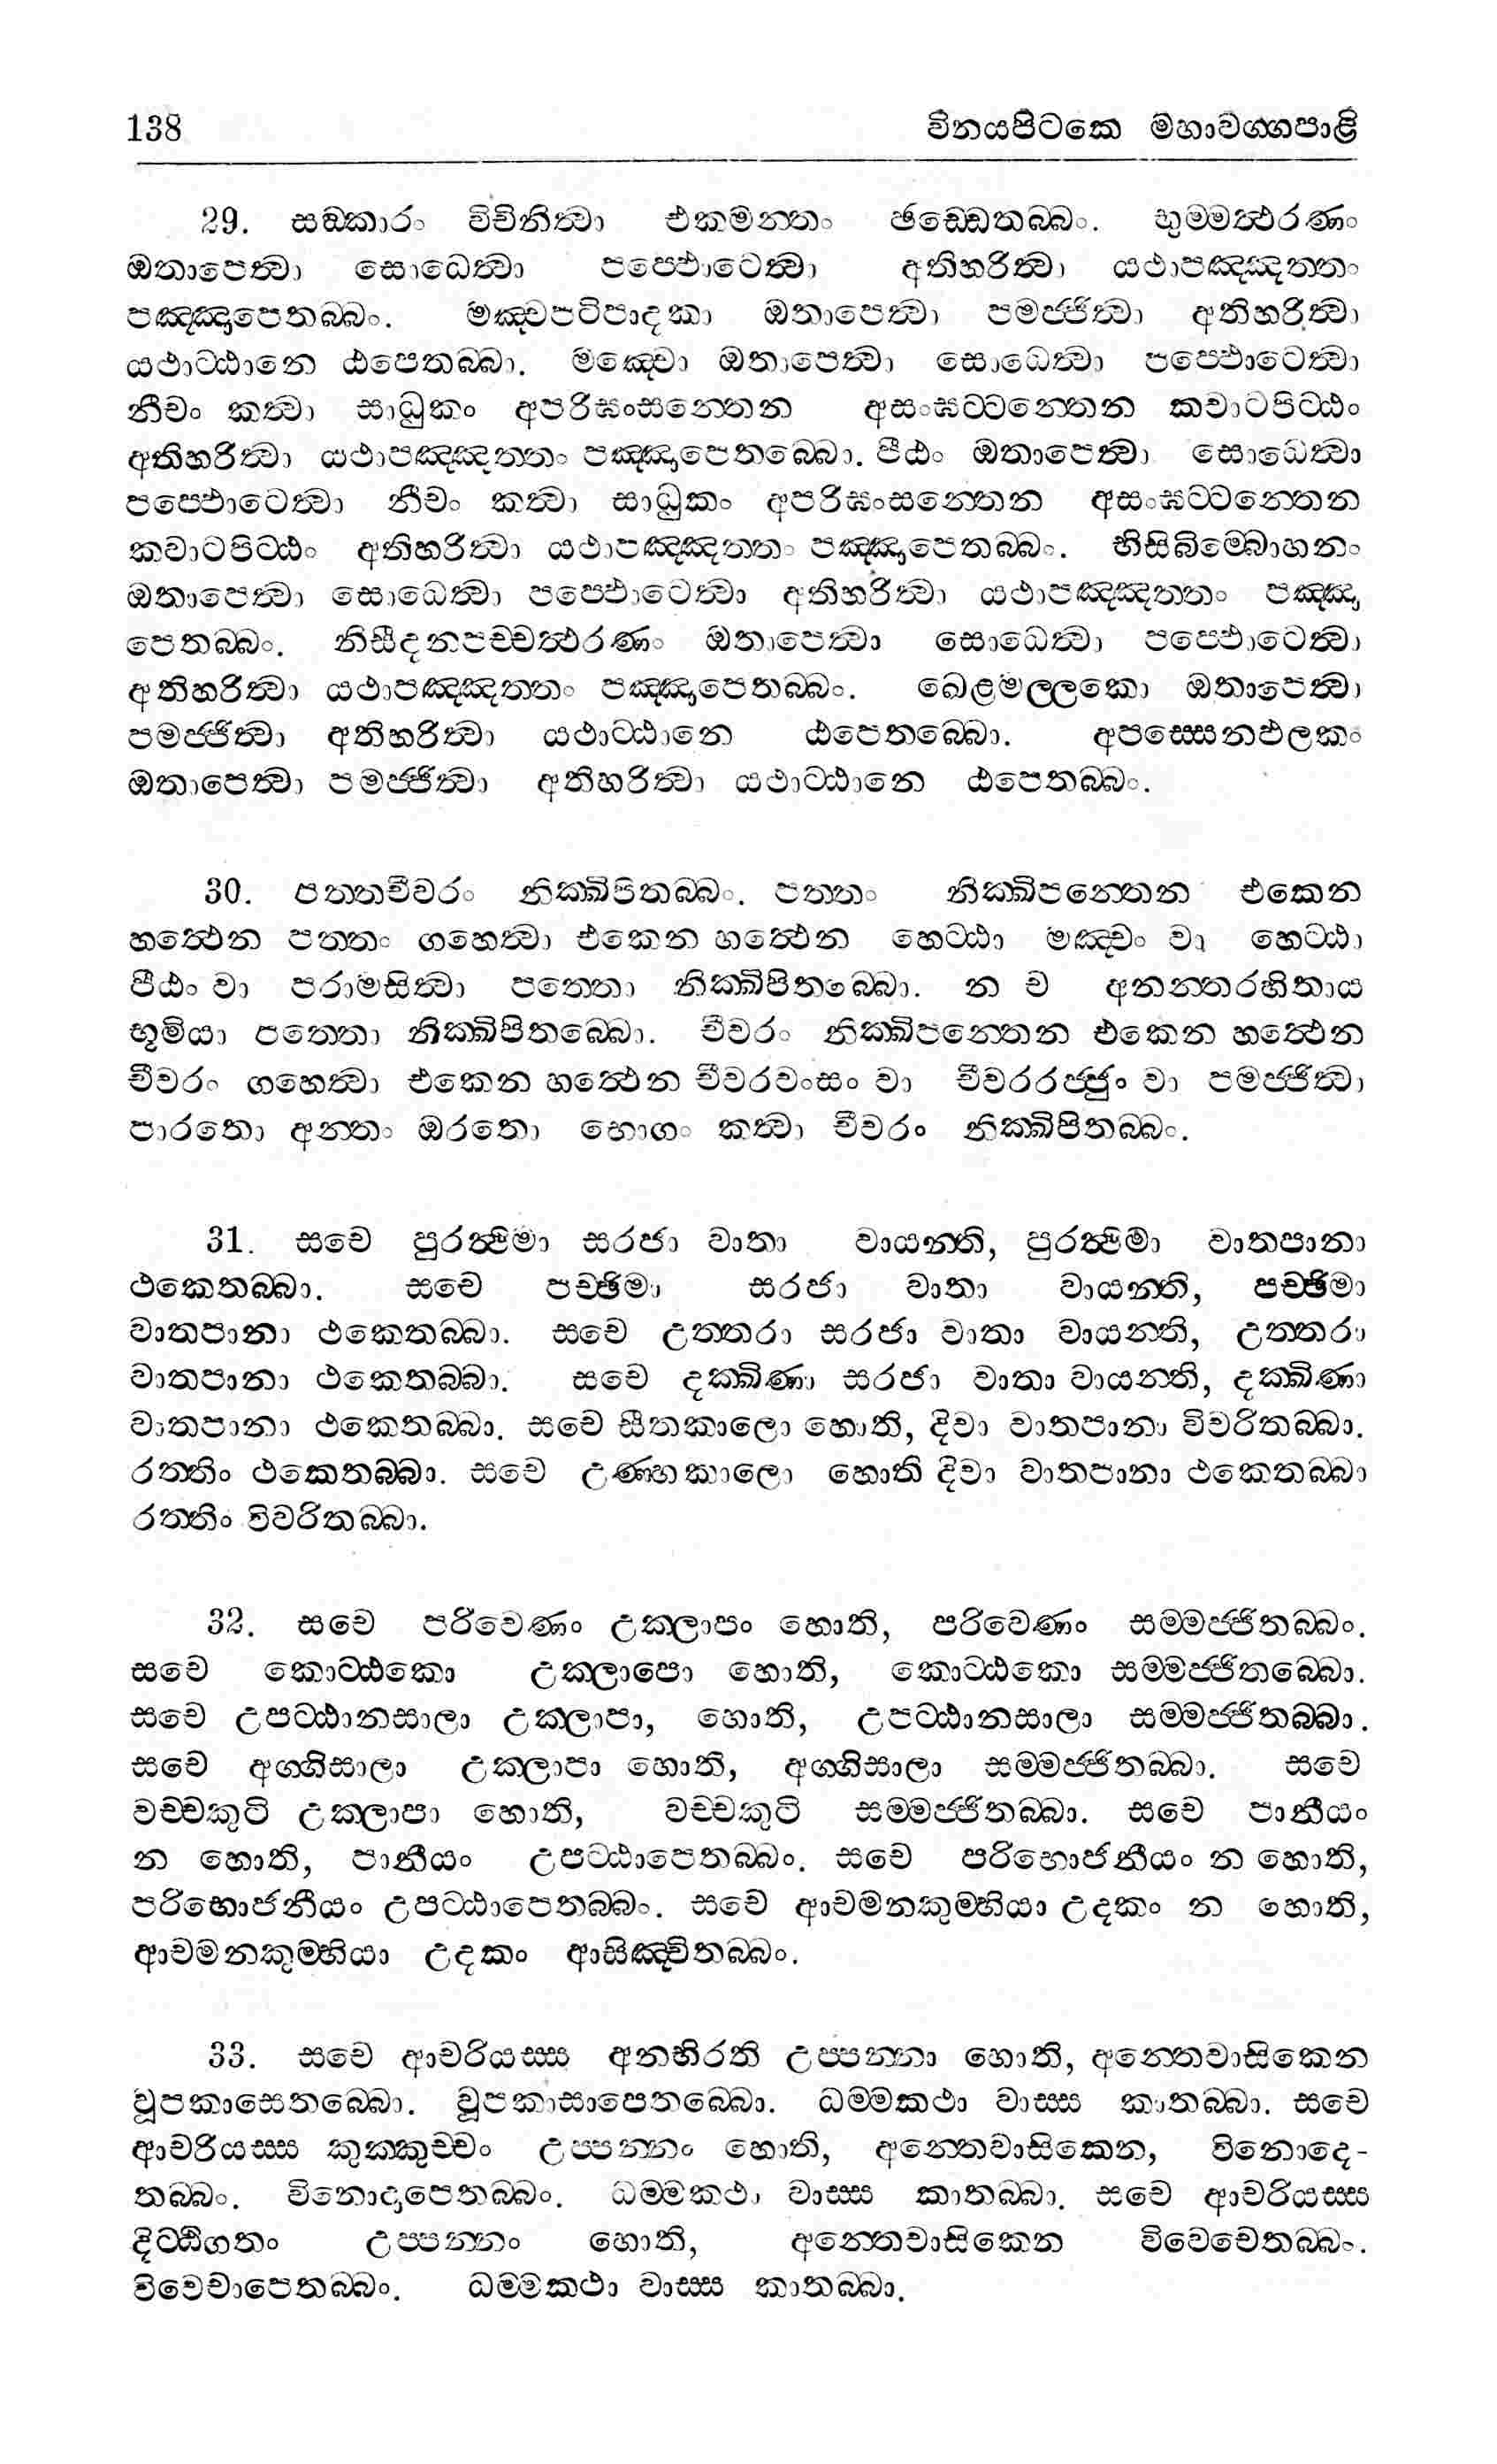 138 විනයපිටකෙ මහාවග්ගපාළි
29. සඞ්කාරං විචිනිත්වා එකමන්තං ඡඩ්ඩෙතබ්බං. භුම්මත්ථරණං
ඔතාපෙත්වා සොධෙත්වා පප්ඵොටෙත්වා අතිහරිත්වා යථාපඤ්ඤත්තං
පඤ්ඤාපෙතබ්බං. මඤ්චපටිපාදකා ඔතාපෙත්වා පමජ්ජිත්වා අතිහරිත්වා
යථාට්ඨානෙ ඨපෙතබ්බා. මඤ්චො ඔතාපෙත්වා සොධෙත්වා පප්ඵොටෙත්වා
නීචං කත්වා සාධුකං අපරිඝංසන්තෙන අසංඝට්ටන්තෙන කවාටපිට්ඨං
අතිහරිත්වා යථාපඤ්ඤත්තං පඤ්ඤාපෙතබ්බො. පීඨං ඔතාපෙත්වා සොධෙත්වා
පප්ඵොටෙත්වා නීචං කත්වා සාධුකං අපරිඝංසන්තෙන අසංඝට්ටන්තෙන
කවාටපිට්ඨං අතිහරිත්වා යථාපඤ්ඤත්තං පඤ්ඤාපෙතබ්බං. භිසිබිම්බොහනං
ඔතාපෙත්වා සොධෙත්වා පප්ඵොටෙත්වා අතිහරිත්වා යථාපඤ්ඤත්තං පඤ්ඤා
පෙතබ්බං. නිසීදනපච්චත්ථරණං ඔතාපෙත්වා සොධෙත්වා පප්ඵොටෙත්වා
අතිහරිත්වා යථාපඤ්ඤත්තං පඤ්ඤාපෙතබ්බං. ඛෙළමල්ලකො ඔතාපෙත්වා
පමජ්ජිත්වා අතිහරිත්වා යථාට්ඨානෙ ඨපෙතබ්බො. අපස්සෙනඵලකං
ඔතාපෙත්වා පමජ්ජිත්වා අතිහරිත්වා යථාට්ඨානෙ ඨපෙතබ්බං.
30. පත්තචීවරං නික්ඛිපිතබ්බං. පත්තං නික්ඛිපන්තෙන එකෙන
හත්ථෙන පත්තං ගහෙත්වා එකෙන හත්ථෙන හෙට්ඨා මඤ්චං වා හෙට්ඨා
පීඨං වා පරාමසිත්වා පත්තො නික්ඛිපිතබ්බො. න ච අනන්තරහිතාය
භූමියා පත්තො නික්ඛිපිතබ්බො. චීවරං නික්ඛිපන්තෙන එකෙන හත්ථෙන
චීවරං ගහෙත්වා එකෙන හත්ථෙන චීවරවංසං වා චීවරරජ්ජුං වා පමජ්ජිත්වා
පාරතො අන්තං ඔරතො භොගං කත්වා චීවරං නික්ඛිපිතබ්බං.
31. සචෙ පුරත්ථිමා සරජා වාතා වායන්ති, පුරත්ථිමා වාතපානා
ථකෙතබ්බා. සචෙ පච්ඡිමා සරජා වාතා වායන්ති, පච්ඡිමා
වාතපානා ථකෙතබ්බා. සචෙ උත්තරා සරජා වාතා වායන්ති, උත්තරා
වාතපානා ථකෙතබ්බා. සචෙ දක්ඛිණා සරජා වාතා වායන්ති, දක්ඛිණා
වාතපානා ථකෙතබ්බා. සචෙ සීතකාලො හොති, දිවා වාතපානා විවරිතබ්බා.
රත්තිං ථකෙතබ්බා. සචෙ උණ්හකාලො හොති දිවා වාතපානා ථකෙතබ්බා
රත්තිං විවරිතබ්බා.
32. සචෙ පරිවෙණං උක්ලාපං හොති, පරිවෙණං සම්මජ්ජිතබ්බං.
සචෙ කොට්ඨකො උක්ලාපො හොති, කොට්ඨකො සම්මජ්ජිතබ්බො.
සචෙ උපට්ඨානසාලා උක්ලාපා, හොති, උපට්ඨානසාලා සම්මජ්ජිතබ්බා.
සචෙ අග්ගිසාලා උක්ලාපා හොති, අග්ගිසාලා සම්මජ්ජිතබ්බා. සචෙ
වච්චකුටි උක්ලාපා හොති, වච්චකුටි සම්මජ්ජිතබ්බා. සචෙ පානීයං
න හොති, පානීයං උපට්ඨාපෙතබ්බං. සචෙ පරිභොජනීයං න හොති,
පරිභොජනීයං උපට්ඨාපෙතබ්බං. සචෙ ආචමනකුම්භියා උදකං න හොති,
ආචමනකුම්භියා උදකං ආසිඤ්චිතබ්බං.
33. සචෙ ආචරියස්ස අනභිරති උප්පන්නා හොති, අන්තෙවාසිකෙන
වූපකාසෙතබ්බො. වූපකාසාපෙතබ්බො. ධම්මකථා වාස්ස කාතබ්බා. සචෙ
ආචරියස්ස කුක්කුච්චං උප්පන්නං හොති, අන්තෙවාසිකෙන, විනොදෙ-
තබ්බං. විනොදාපෙතබ්බං. ධම්මකථා වාස්ස කාතබ්බා. සචෙ ආචරියස්ස
දිට්ඨිගතං උප්පන්නං හොති, අන්තෙවාසිකෙන විවෙචෙතබ්බං.
විවෙචාපෙතබ්බං. ධම්මකථා වාස්ස කාතබ්බා.